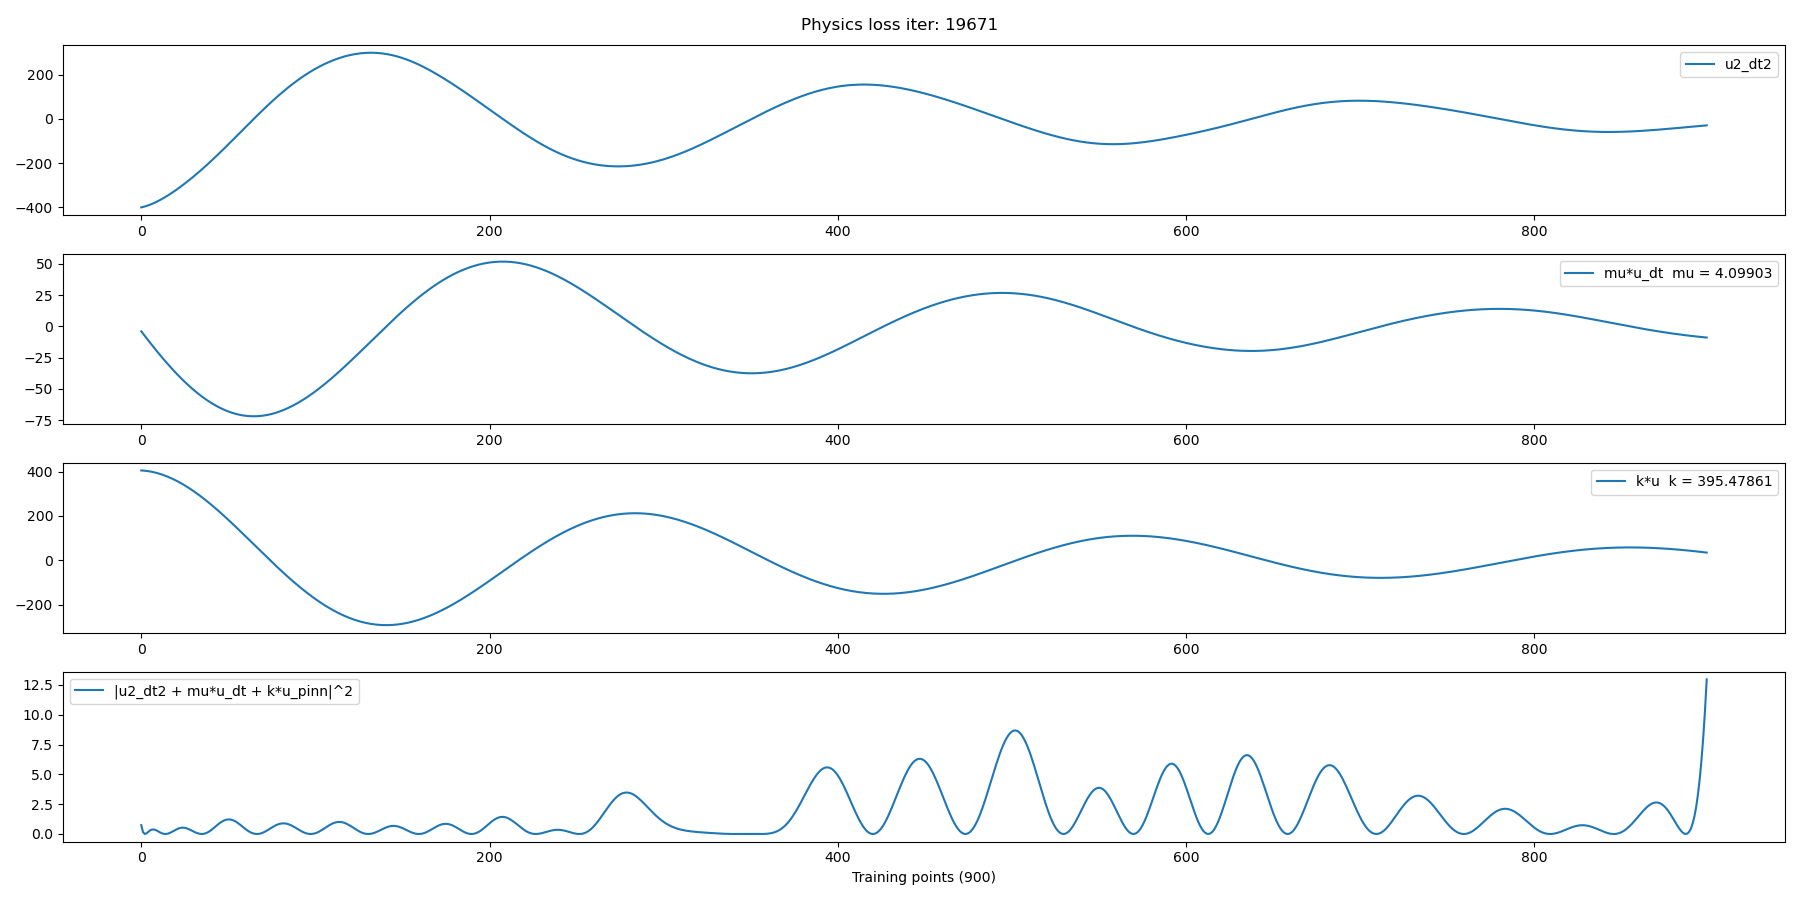 Physics loss iter: 19671
u2_dt2
200
0
−200
−400
0 200 400 600 800
mu*u_dt  mu = 4.09903
50
25
0
−25
−50
−75
0 200 400 600 800
k*u  k = 395.47861
400
200
0
−200
0 200 400 600 800
|u2_dt2 + mu*u_dt + k*u_pinn|^2
12.5
10.0
7.5
5.0
2.5
0.0
0 200 400 600 800
Training points (900)